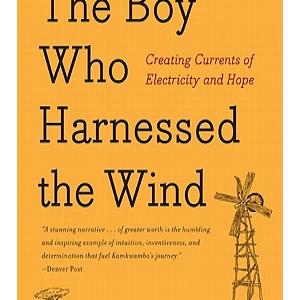 The Boy
Who
Creating Currents of
Electricity and Hope
Harnessed
the Wind
"A stunning narrative . . . of greater worth is the humbling
and inspiring example of intuition, inventiveness, and
determination that fuel Kamkwamba's journey."
—Denver Post